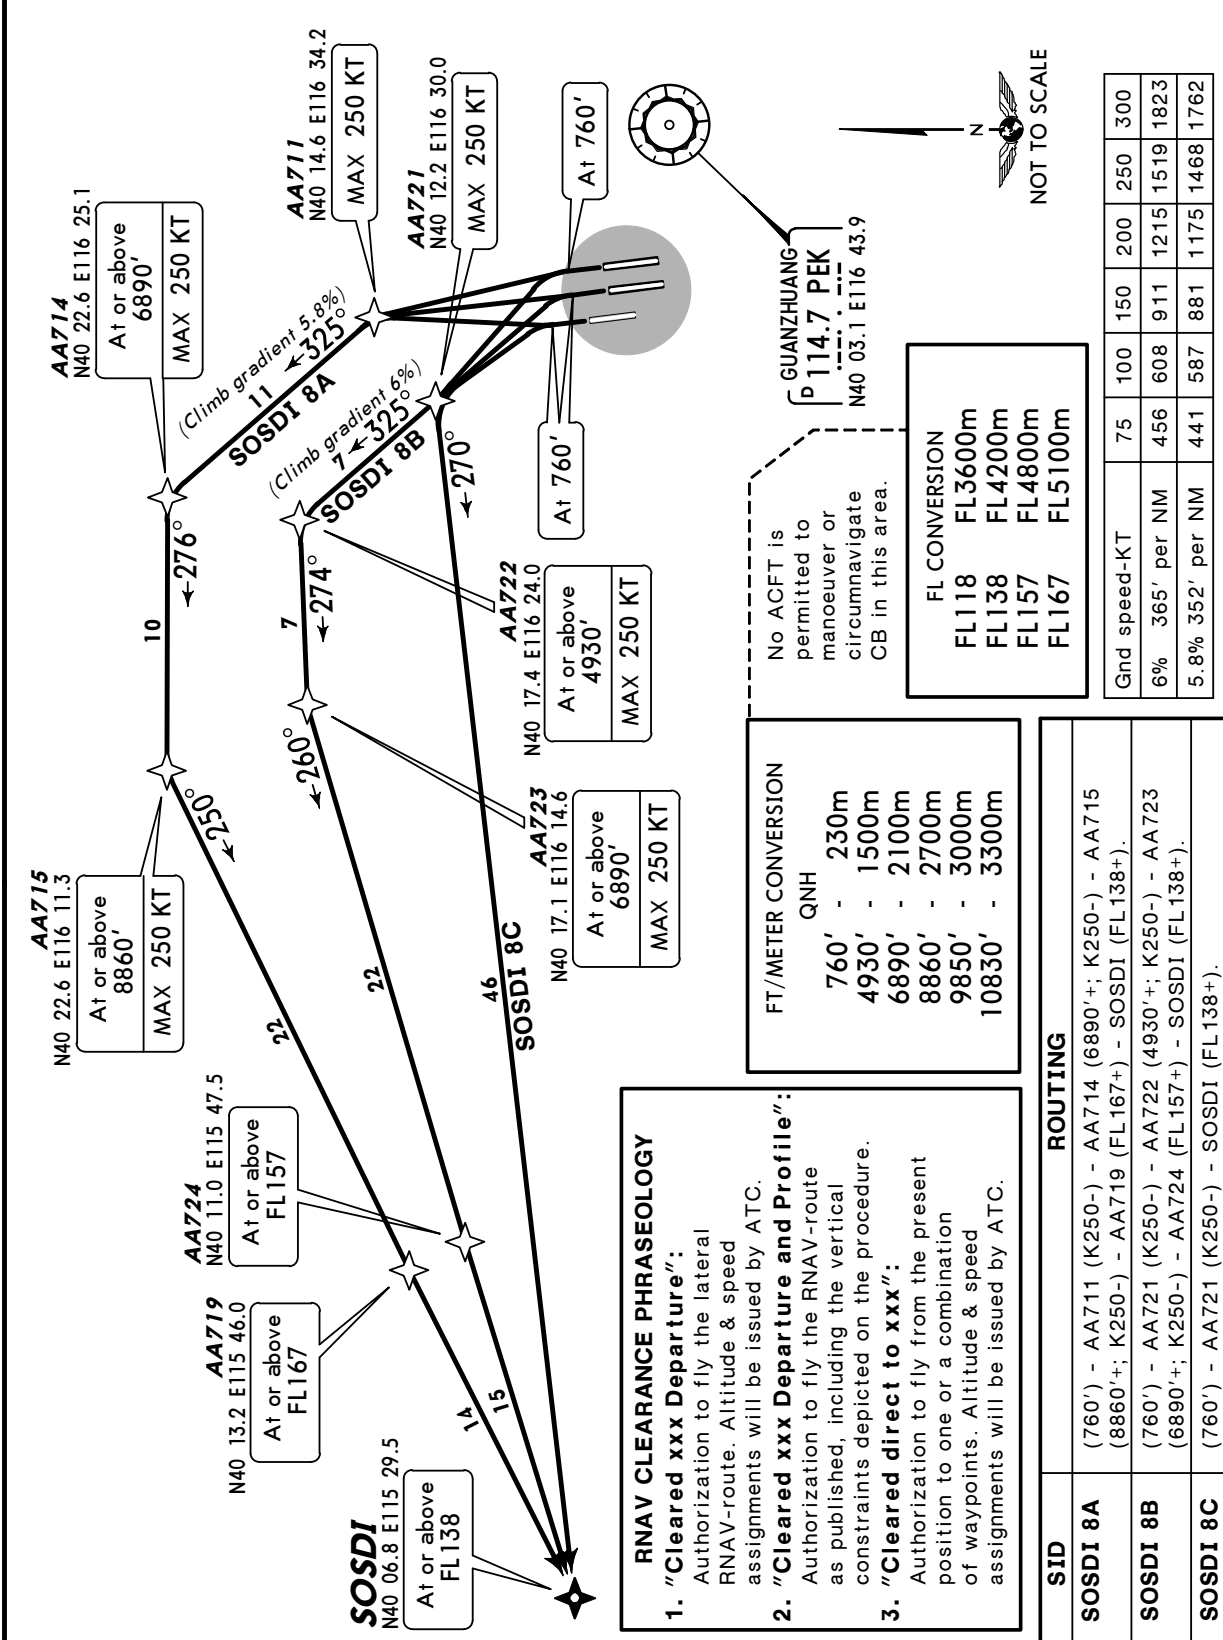 AA714
N40 22.6 E116 25.1
At or above
6890'
MAX 250 KT
AA711
N40 14.6 E116 34.2
MAX 250 KT
AA721
N40 12.2 E116 30.0
MAX 250 KT
At 760'
At 760'
(Climb gradient 5.8%)
325°
11
SOSDI 8A
(Climb gradient 6%)
325°
7
SOSDI 8B
276°
10
274°
7
270°
AA715
N40 22.6 E116 11.3
At or above
8860'
MAX 250 KT
250°
22
260°
22
46
SOSDI 8C
AA722
N40 17.4 E116 24.0
At or above
4930'
MAX 250 KT
AA723
N40 17.1 E116 14.6
At or above
6890'
MAX 250 KT
AA724
N40 11.0 E115 47.5
At or above
FL157
AA719
N40 13.2 E115 46.0
At or above
FL167
14
15
SOSDI
N40 06.8 E115 29.5
At or above
FL138
GUANZHUANG
D
P 114.7 PEK
N40 03.1 E116 43.9
N
NOT TO SCALE
No ACFT is
permitted to
manoeuver or
circumnavigate
CB in this area.
RNAV CLEARANCE PHRASEOLOGY
1. "Cleared xxx Departure":
Authorization to fly the lateral
RNAV-route. Altitude & speed
assignments will be issued by ATC.
2. "Cleared xxx Departure and Profile":
Authorization to fly the RNAV-route
as published, including the vertical
constraints depicted on the procedure.
3. "Cleared direct to xxx":
Authorization to fly from the present
position to one or a combination
of waypoints. Altitude & speed
assignments will be issued by ATC.
FT/METER CONVERSION
QNH
760' - 230m
4930' - 1500m
6890' - 2100m
8860' - 2700m
9850' - 3000m
10830' - 3300m
FL CONVERSION
FL118 FL3600m
FL138 FL4200m
FL157 FL4800m
FL167 FL5100m
Gnd speed-KT 75 100 150 200 250 300
6% 365' per NM 456 608 911 1215 1519 1823
5.8% 352' per NM 441 587 881 1175 1468 1762
SID ROUTING
SOSDI 8A (760') - AA711 (K250-) - AA714 (6890'+; K250-) - AA715
(8860'+; K250-) - AA719 (FL167+) - SOSDI (FL138+).
SOSDI 8B (760') - AA721 (K250-) - AA722 (4930'+; K250-) - AA723
(6890'+; K250-) - AA724 (FL157+) - SOSDI (FL138+).
SOSDI 8C (760') - AA721 (K250-) - SOSDI (FL138+).